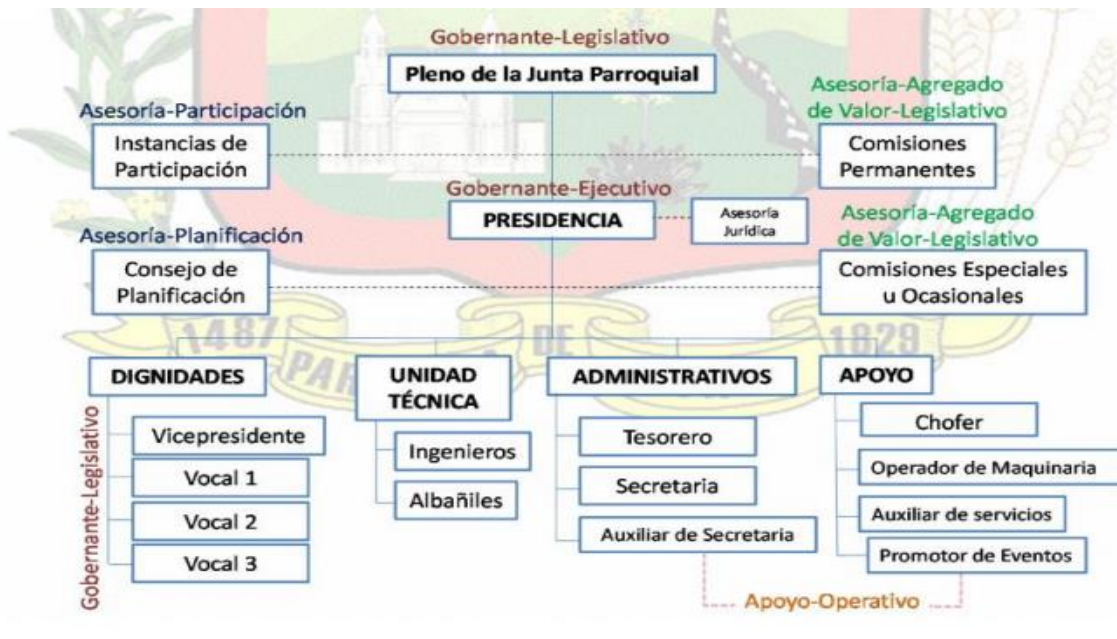 Gobernante-Legislativo
Pleno de la Junta Parroquial
Asesoría-Participación
Instancias de
Participación
Asesoría-Agregado
de Valor-Legislativo
Comisiones
Permanentes
Gobernante-Ejecutivo
PRESIDENCIA
Asesoría
Jurídica
Asesoría-Planificación
Consejo de
Planificación
Asesoría-Agregado
de Valor-Legislativo
Comisiones Especiales
u Ocasionales
1487
DE
1829
DIGNIDADES
Gobernante-Legislativo
Vicepresidente
Vocal 1
Vocal 2
Vocal 3
UNIDAD
TÉCNICA
Ingenieros
Albañiles
ADMINISTRATIVOS
Tesorero
Secretaria
Auxiliar de Secretaria
APOYO
Chofer
Operador de Maquinaria
Auxiliar de servicios
Promotor de Eventos
Apoyo-Operativo